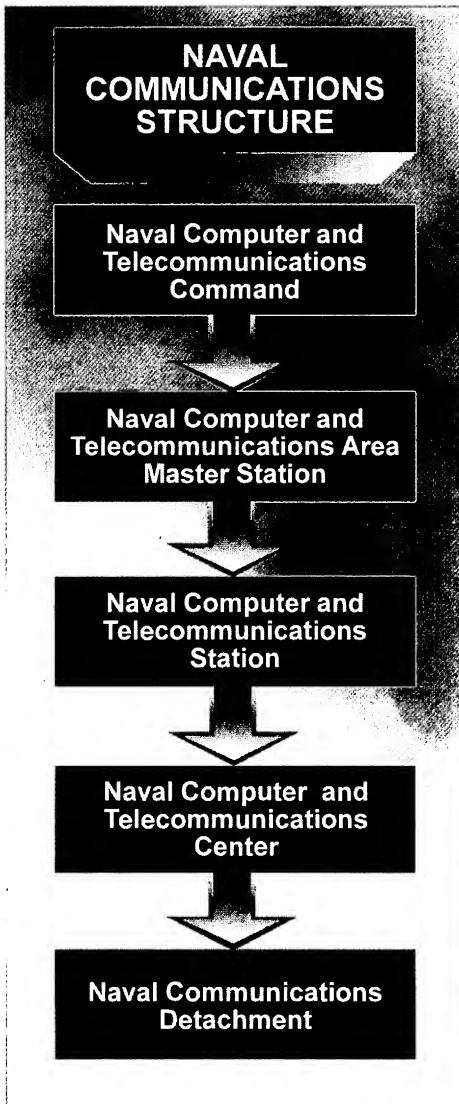 NAVAL
COMMUNICATIONS
STRUCTURE
Naval Computer and
Telecommunications
Command
Naval Computer and
Telecommunications Area
Master Station
Naval Computer and
Telecommunications
Station
Naval Computer and
Telecommunications
Center
Naval Communications
Detachment